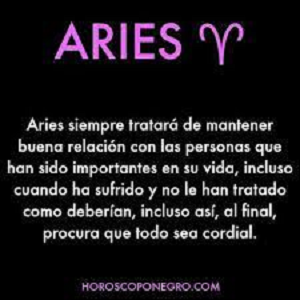 ARIES ♈
Aries siempre tratará de mantener
buena relación con las personas que
han sido importantes en su vida, incluso
cuando ha sufrido y no le han tratado
como deberían, incluso así, al final,
procura que todo sea cordial.
HOROSCOPONEGRO.COM